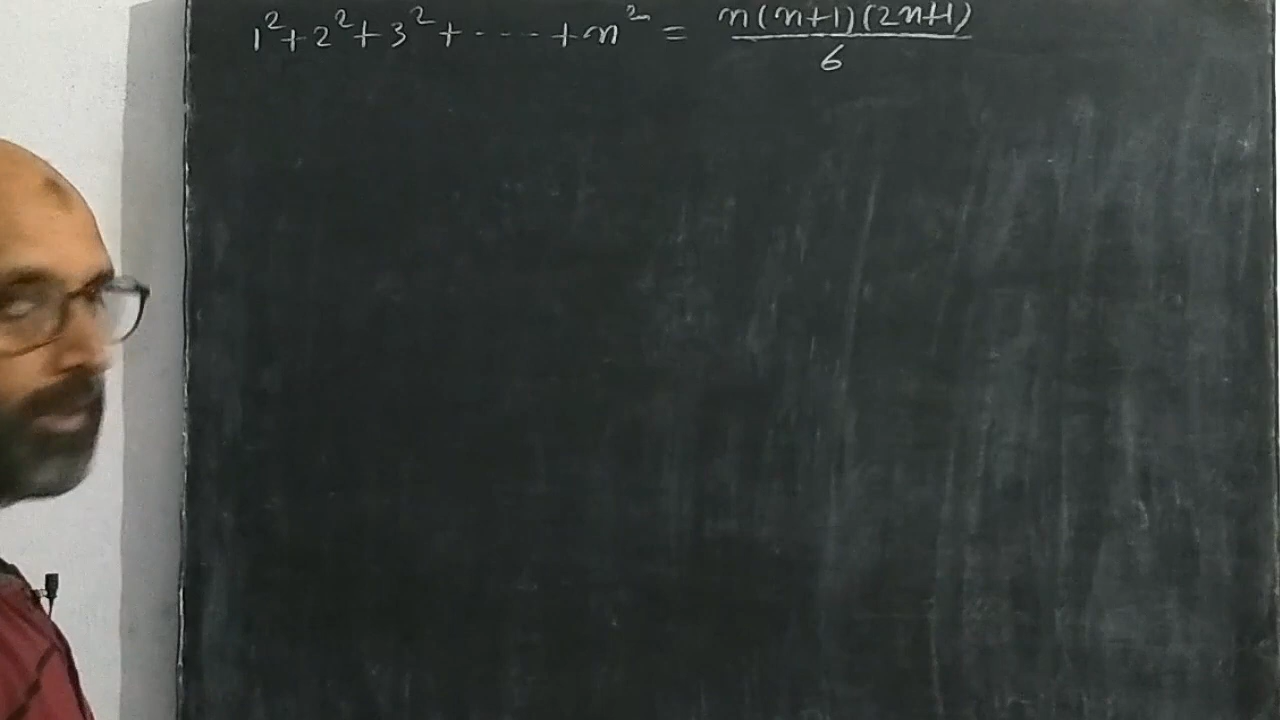 1² + 2² + 3² + ---- + n² = n(n+1)(2n+1) / 6